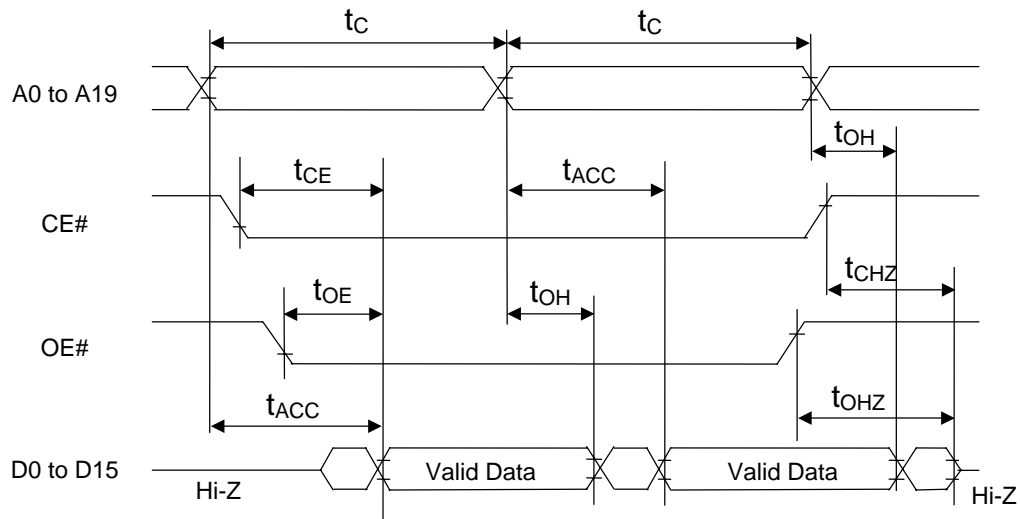 tC tC
A0 to A19
tOH
tCE tACC
CE#
tCHZ
tOE tOH
OE#
tACC tOHZ
D0 to D15 Valid Data Valid Data
Hi-Z Hi-Z